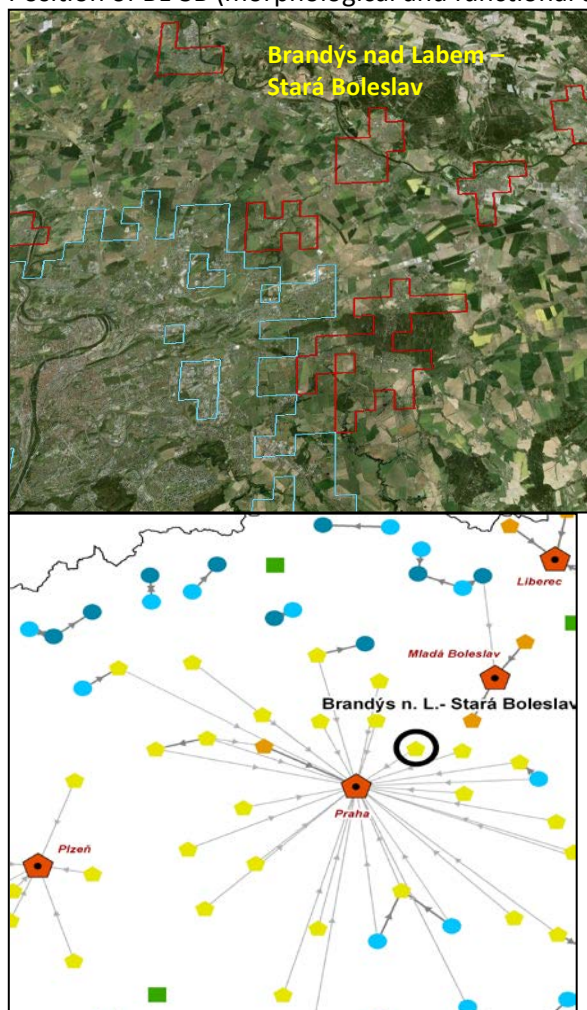 Brandýs nad Labem –
Stará Boleslav
Liberec
Mladá Boleslav
Brandýs n. L.- Stará Boleslav
Praha
Plzeň